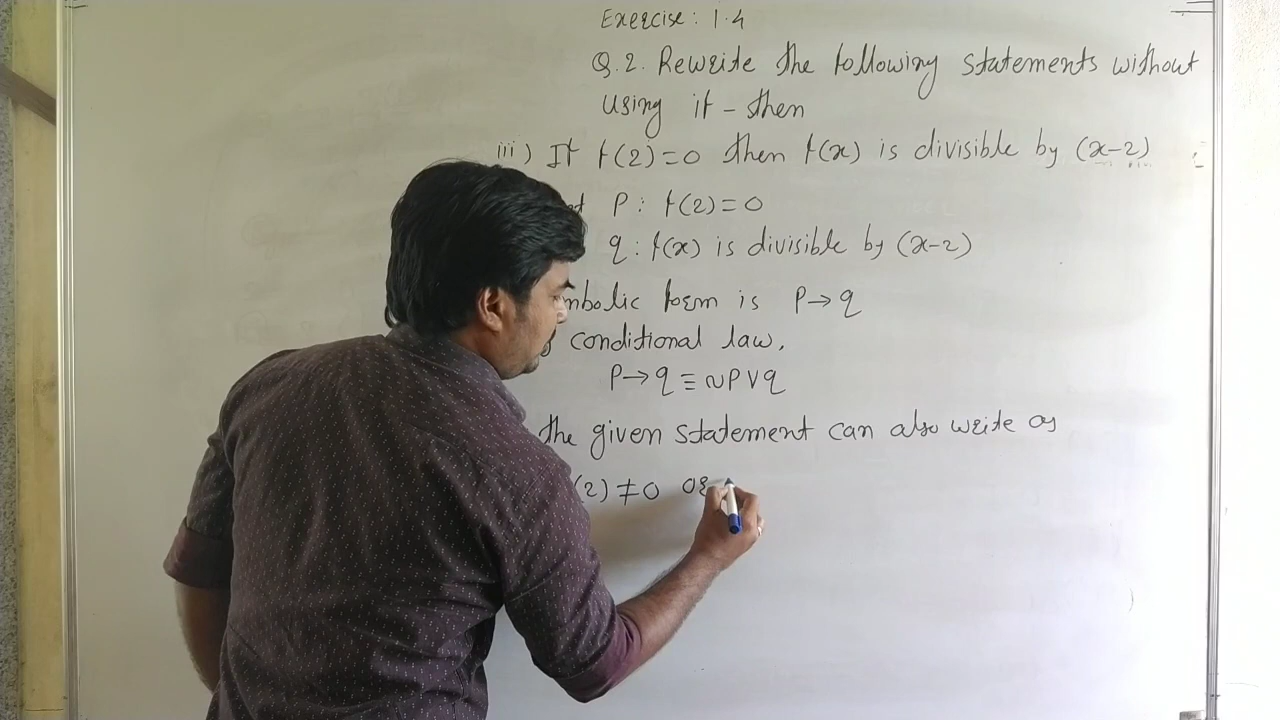 Exercise: 1.4
Q.2. Rewrite the following statements without
using if - then
iii) If f(2)=0 then f(x) is divisible by (x-2)
P: f(2)=0
q: f(x) is divisible by (x-2)
form is P→q
conditional law,
P→q ≡ ~P∨q
the given statement can also write as
(2) ≠0 or